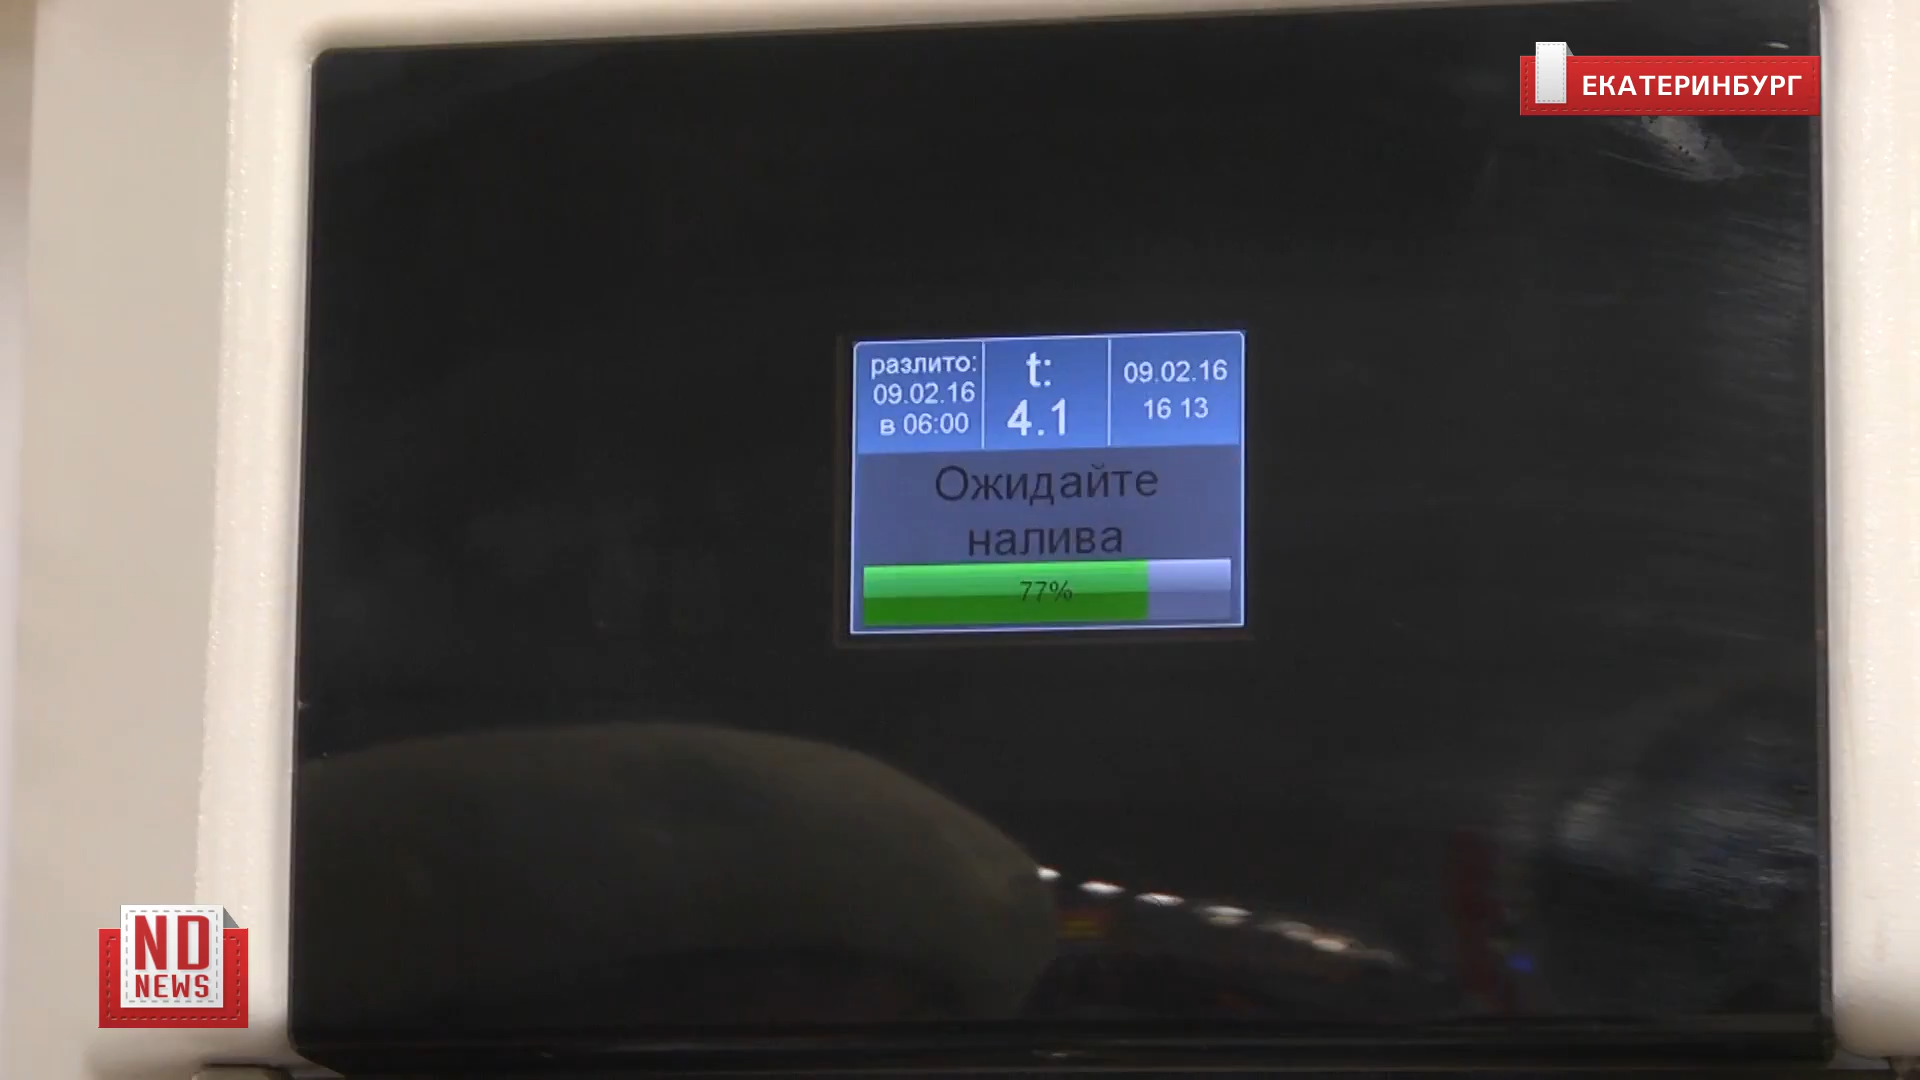 ЕКАТЕРИНБУРГ
разлито:
09.02.16
в 06:00
t:
4.1
09.02.16
16 13
Ожидайте
налива
77%
ND
NEWS